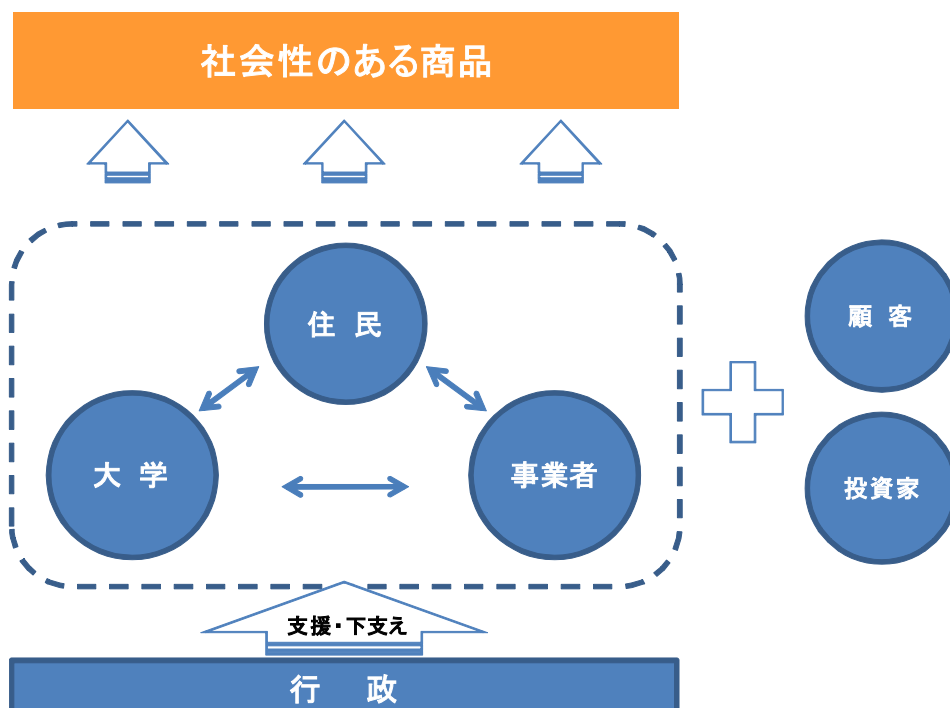 社会性のある商品
住 民
顧 客
大 学
事業者
投資家
支援・下支え
行 政